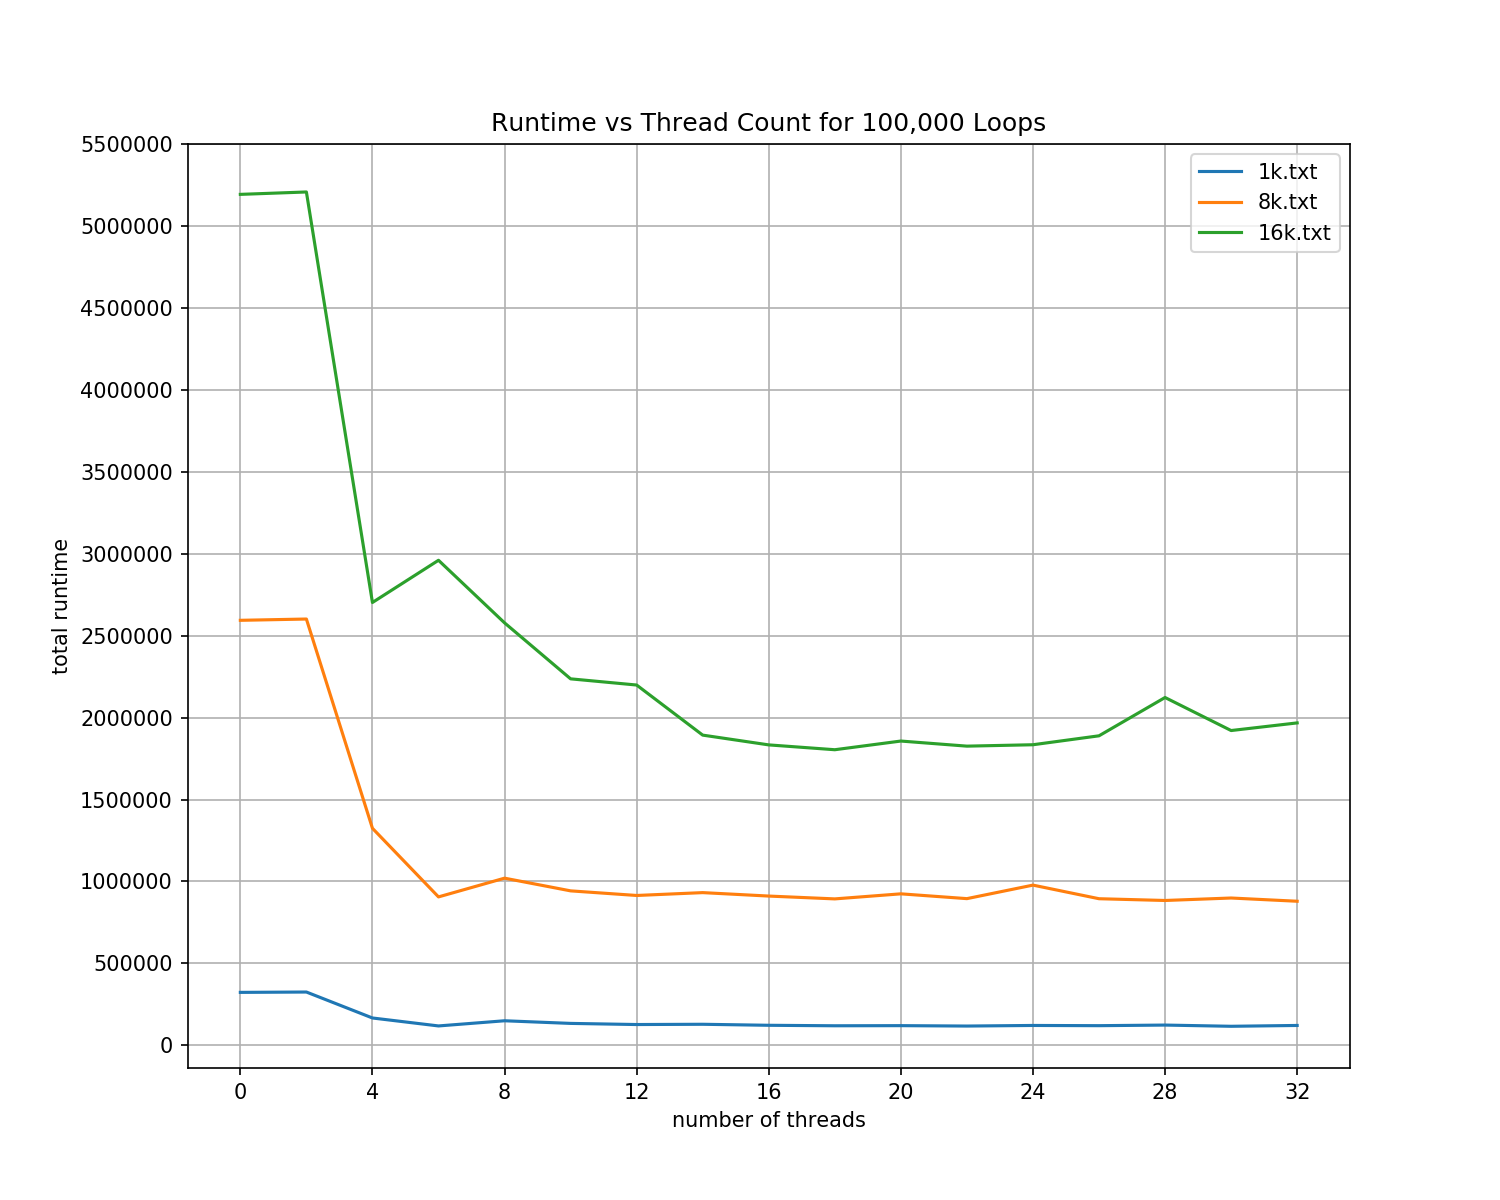 Runtime vs Thread Count for 100,000 Loops
5500000
5000000
4500000
4000000
3500000
3000000
2500000
2000000
1500000
1000000
500000
0
total runtime
1k.txt
8k.txt
16k.txt
0 4 8 12 16 20 24 28 32
number of threads